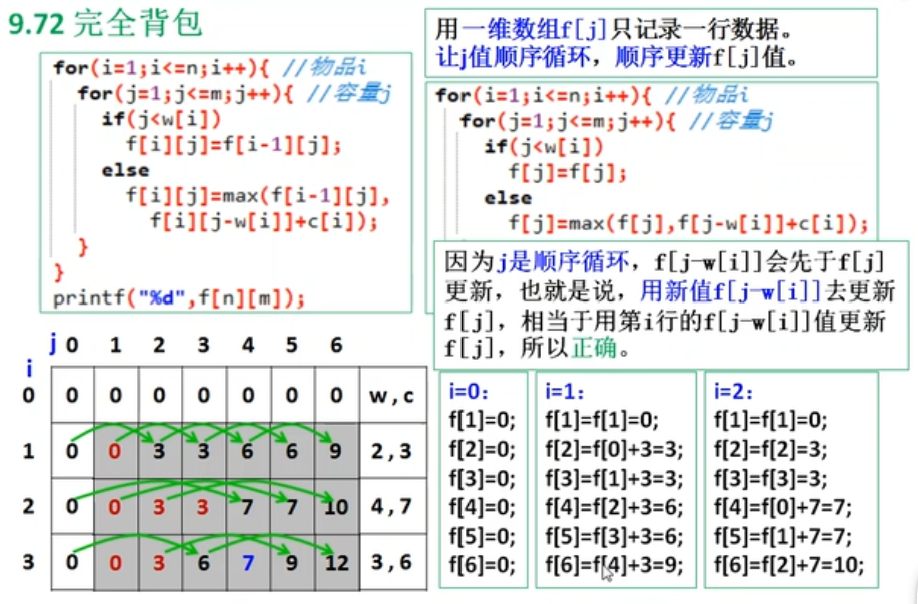 9.72 完全背包
for(i=1;i<=n;i++){ //物品i
for(j=1;j<=m;j++){ //容量j
if(j<w[i])
f[i][j]=f[i-1][j];
else
f[i][j]=max(f[i-1][j],
f[i][j-w[i]]+c[i]);
}
}
printf("%d",f[n][m]);
用一维数组f[j]只记录一行数据。
让j值顺序循环，顺序更新f[j]值。
for(i=1;i<=n;i++){ //物品i
for(j=1;j<=m;j++){ //容量j
if(j<w[i])
f[j]=f[j];
else
f[j]=max(f[j],f[j-w[i]]+c[i]);
因为j是顺序循环，f[j-w[i]]会先于f[j]
更新，也就是说，用新值f[j-w[i]]去更新
f[j]，相当于用第i行的f[j-w[i]]值更新
f[j]，所以正确。
j 0 1 2 3 4 5 6
i
0 0 0 0 0 0 0 0 w,c
1 0 0 3 3 6 6 9 2,3
2 0 0 3 3 7 7 10 4,7
3 0 0 3 6 7 9 12 3,6
i=0:
f[1]=0;
f[2]=0;
f[3]=0;
f[4]=0;
f[5]=0;
f[6]=0;
i=1:
f[1]=f[1]=0;
f[2]=f[0]+3=3;
f[3]=f[1]+3=3;
f[4]=f[2]+3=6;
f[5]=f[3]+3=6;
f[6]=f[4]+3=9;
i=2:
f[1]=f[1]=0;
f[2]=f[2]=3;
f[3]=f[3]=3;
f[4]=f[0]+7=7;
f[5]=f[1]+7=7;
f[6]=f[2]+7=10;